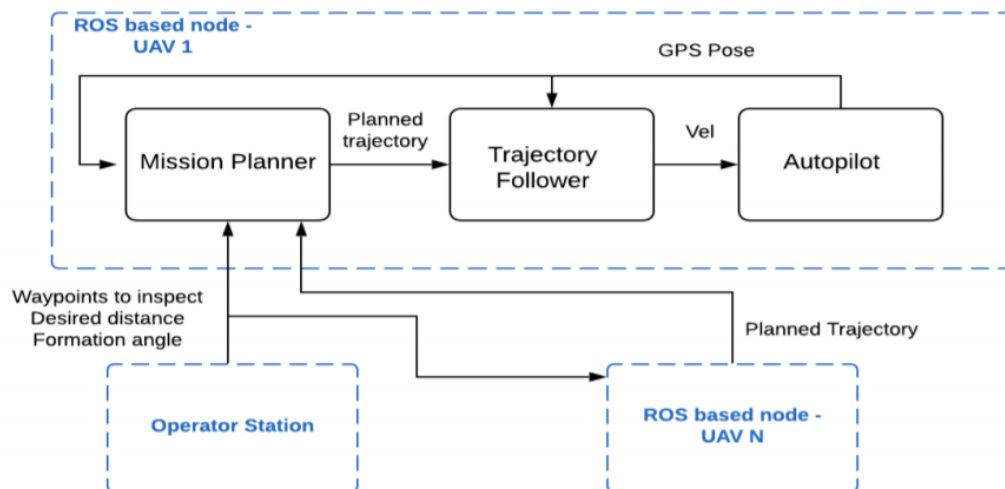 ROS based node -
UAV 1
GPS Pose
Planned
trajectory
Vel
Mission Planner
Trajectory
Follower
Autopilot
Waypoints to inspect
Desired distance
Formation angle
Planned Trajectory
Operator Station
ROS based node -
UAV N